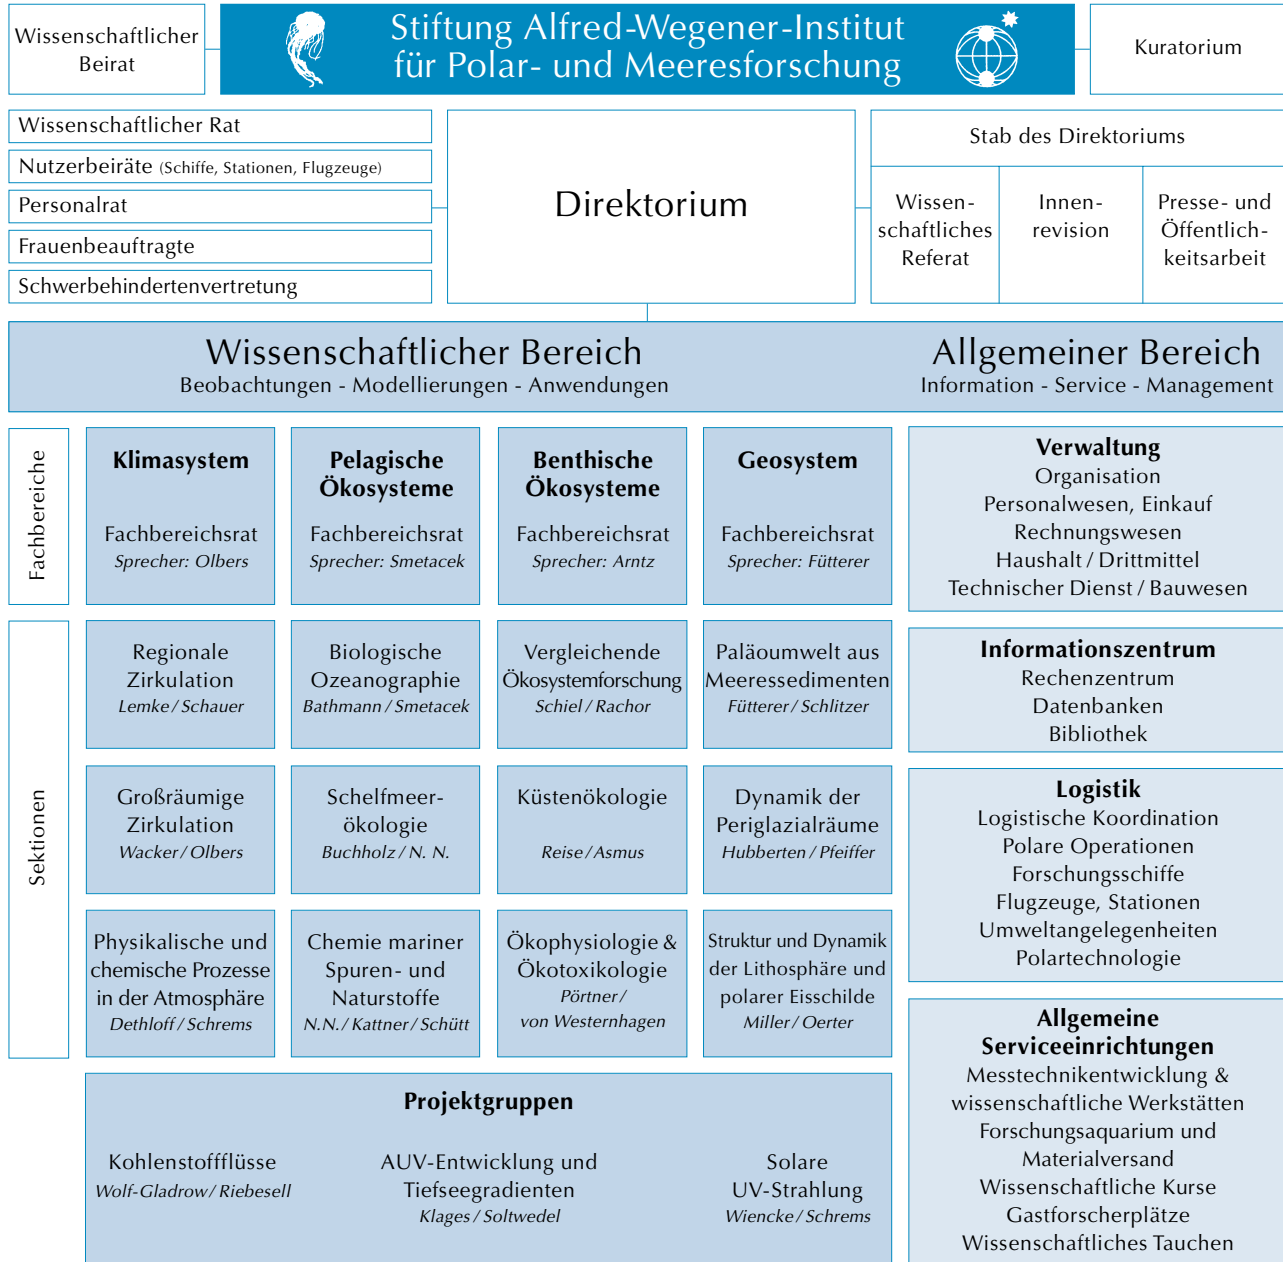 Wissenschaftlicher
Beirat
Stiftung Alfred-Wegener-Institut
für Polar- und Meeresforschung
Kuratorium
Wissenschaftlicher Rat
Nutzerbeiräte (Schiffe, Stationen, Flugzeuge)
Personalrat
Frauenbeauftragte
Schwerbehindertenvertretung
Direktorium
Stab des Direktoriums
Wissen-
schaftliches
Referat
Innen-
revision
Presse- und
Öffentlich-
keitsarbeit
Wissenschaftlicher Bereich
Beobachtungen - Modellierungen - Anwendungen
Allgemeiner Bereich
Information - Service - Management
Fachbereiche
Klimasystem
Fachbereichsrat
Sprecher: Olbers
Pelagische
Ökosysteme
Fachbereichsrat
Sprecher: Smetacek
Benthische
Ökosysteme
Fachbereichsrat
Sprecher: Arntz
Geosystem
Fachbereichsrat
Sprecher: Fütterer
Sektionen
Regionale
Zirkulation
Lemke / Schauer
Biologische
Ozeanographie
Bathmann / Smetacek
Vergleichende
Ökosystemforschung
Schiel / Rachor
Paläoumwelt aus
Meeressedimenten
Fütterer / Schlitzer
Großräumige
Zirkulation
Wacker / Olbers
Schelfmeer-
ökologie
Buchholz / N. N.
Küstenökologie
Reise / Asmus
Dynamik der
Periglazialräume
Hubberten / Pfeiffer
Physikalische und
chemische Prozesse
in der Atmosphäre
Dethloff / Schrems
Chemie mariner
Spuren- und
Naturstoffe
N.N. / Kattner / Schütt
Ökophysiologie &
Ökotoxikologie
Pörtner /
von Westernhagen
Struktur und Dynamik
der Lithosphäre und
polarer Eisschilde
Miller / Oerter
Projektgruppen
Kohlenstoffflüsse
Wolf-Gladrow / Riebesell
AUV-Entwicklung und
Tiefseegradienten
Klages / Soltwedel
Solare
UV-Strahlung
Wiencke / Schrems
Verwaltung
Organisation
Personalwesen, Einkauf
Rechnungswesen
Haushalt / Drittmittel
Technischer Dienst / Bauwesen
Informationszentrum
Rechenzentrum
Datenbanken
Bibliothek
Logistik
Logistische Koordination
Polare Operationen
Forschungsschiffe
Flugzeuge, Stationen
Umweltangelegenheiten
Polartechnologie
Allgemeine
Serviceeinrichtungen
Messtechnikentwicklung &
wissenschaftliche Werkstätten
Forschungsaquarium und
Materialversand
Wissenschaftliche Kurse
Gastforscherplätze
Wissenschaftliches Tauchen